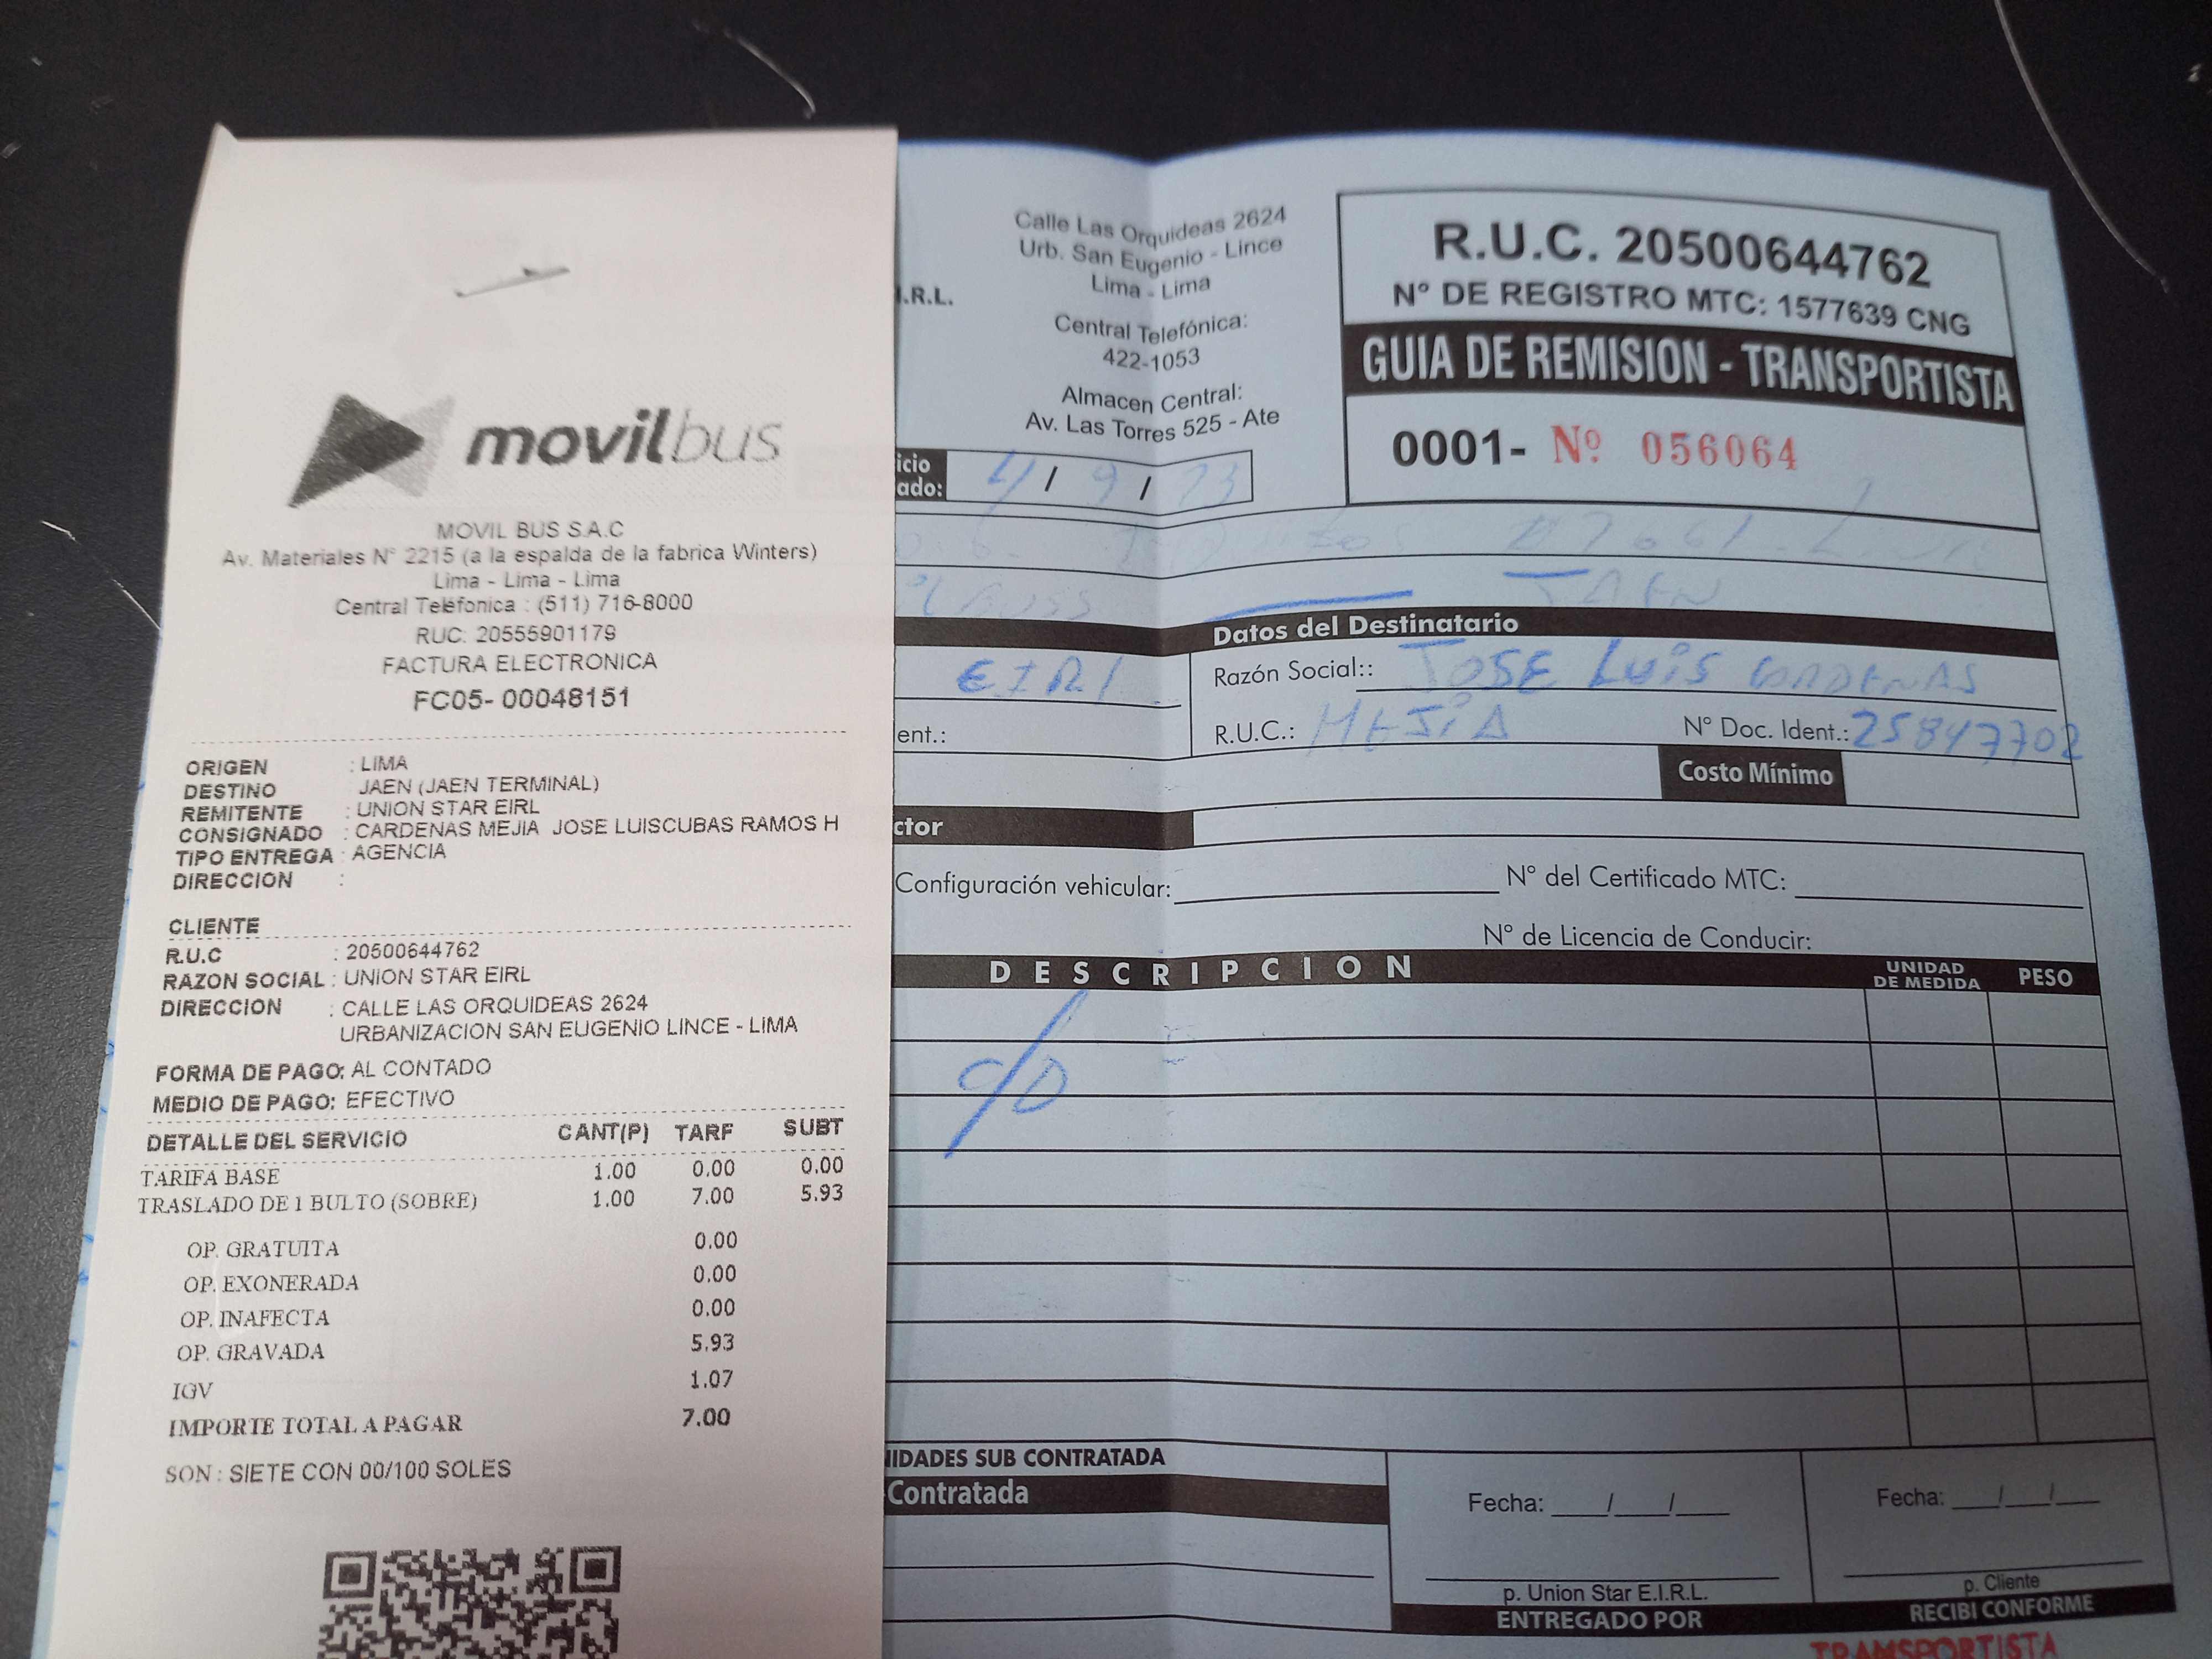 movilbus
MOVIL BUS S.A.C
Av. Materiales N° 2215 (a la espalda de la fabrica Winters)
Lima - Lima - Lima
Central Teléfonica : (511) 716-8000
RUC: 20555901179
FACTURA ELECTRONICA
FC05- 00048151
ORIGEN : LIMA
DESTINO JAEN (JAEN TERMINAL)
REMITENTE : UNION STAR EIRL
CONSIGNADO : CARDENAS MEJIA JOSE LUISCUBAS RAMOS H
TIPO ENTREGA : AGENCIA
DIRECCION :
CLIENTE
R.U.C : 20500644762
RAZON SOCIAL : UNION STAR EIRL
DIRECCION : CALLE LAS ORQUIDEAS 2624
URBANIZACION SAN EUGENIO LINCE - LIMA
FORMA DE PAGO: AL CONTADO
MEDIO DE PAGO: EFECTIVO
DETALLE DEL SERVICIO CANT(P) TARF SUBT
TARIFA BASE 1.00 0.00 0.00
TRASLADO DE 1 BULTO (SOBRE) 1.00 7.00 5.93
OP. GRATUITA 0.00
OP. EXONERADA 0.00
OP. INAFECTA 0.00
OP. GRAVADA 5.93
IGV 1.07
IMPORTE TOTAL A PAGAR 7.00
SON : SIETE CON 00/100 SOLES
I.R.L.
Calle Las Orquideas 2624
Urb. San Eugenio - Lince
Lima - Lima
Central Telefónica:
422-1053
Almacen Central:
Av. Las Torres 525 - Ate
R.U.C. 20500644762
N° DE REGISTRO MTC: 1577639 CNG
GUIA DE REMISION - TRANSPORTISTA
0001- Nº 056064
icio
ado: 4 / 9 / 23
JAEN
Datos del Destinatario
EIRL
Razón Social:: JOSE LUIS CARDENAS
ent.:
R.U.C.: MEJÍA N° Doc. Ident.: 25847702
Costo Mínimo
ctor
Configuración vehicular: N° del Certificado MTC:
N° de Licencia de Conducir:
DESCRIPCION UNIDAD DE MEDIDA PESO
IDADES SUB CONTRATADA
Contratada
Fecha: / /
Fecha: / /
p. Union Star E.I.R.L.
ENTREGADO POR
p. Cliente
RECIBI CONFORME
TRANSPORTISTA